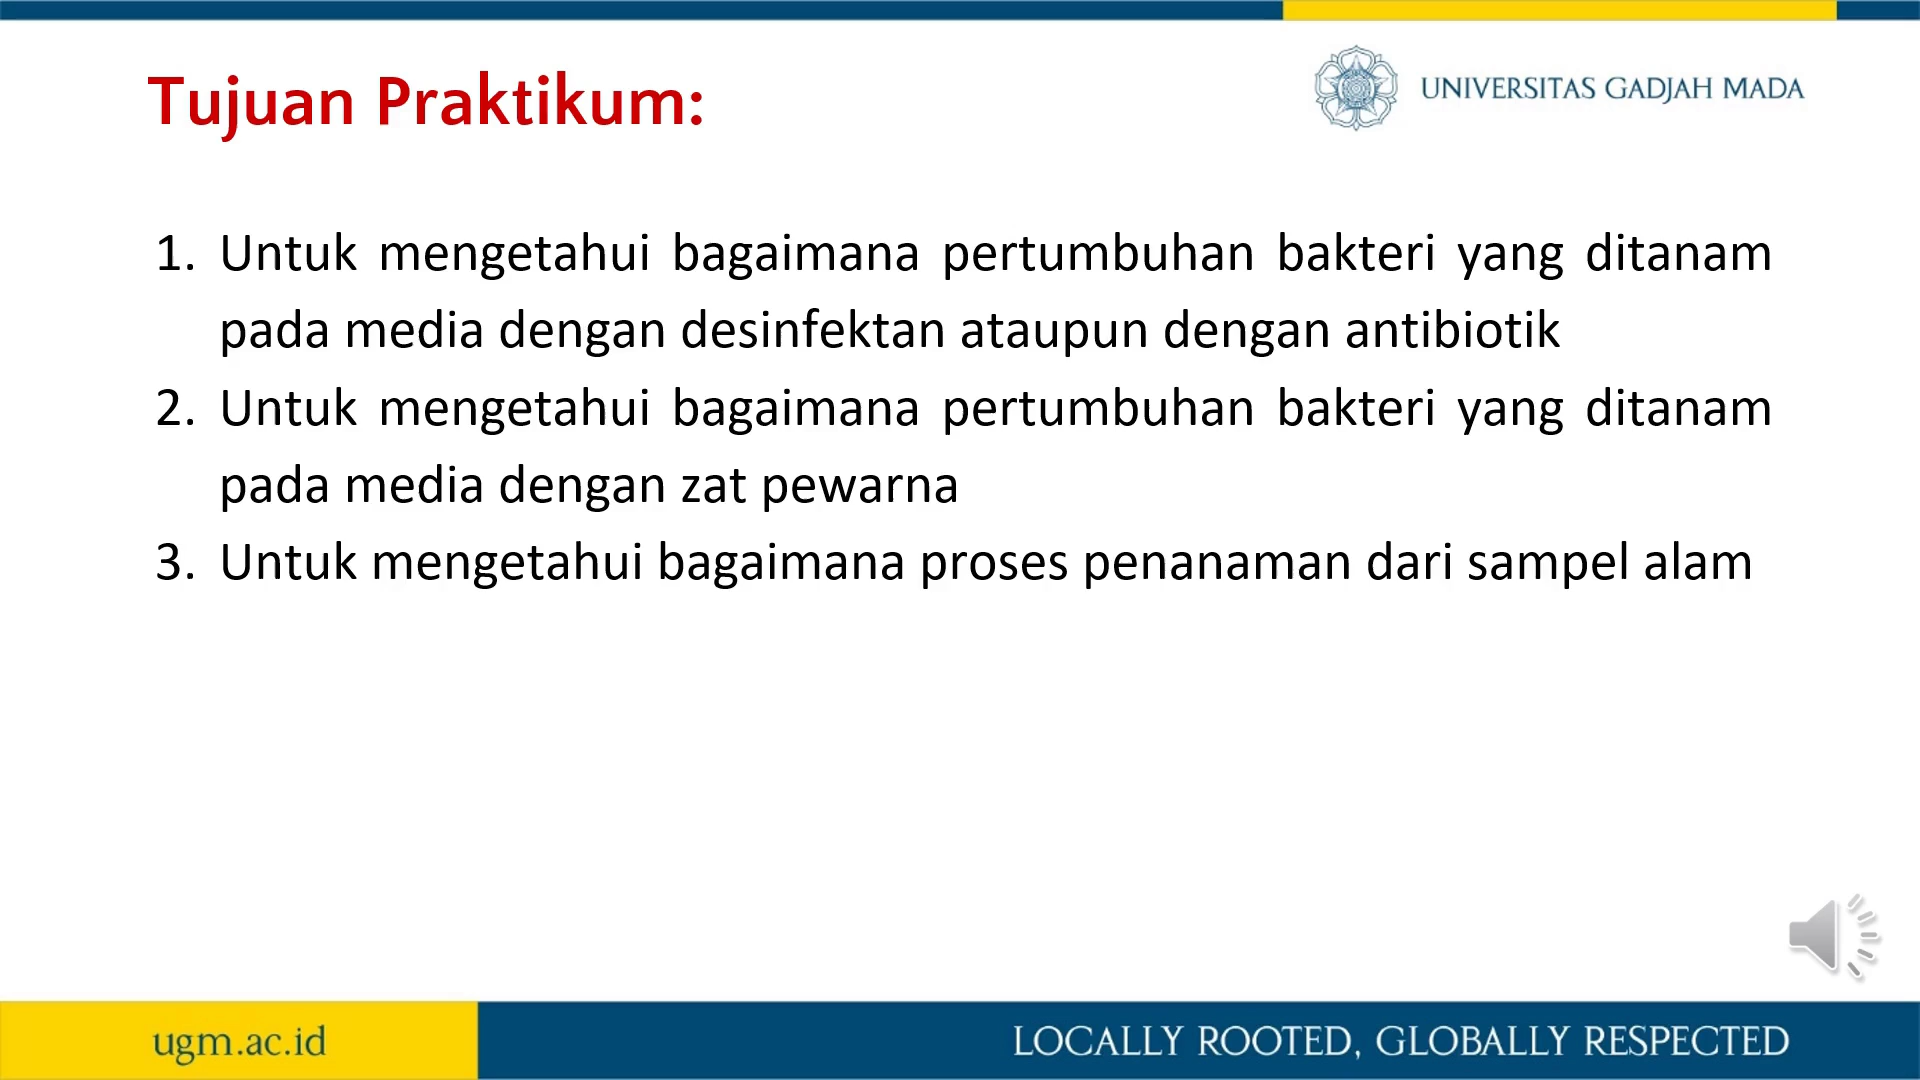 Tujuan Praktikum:
UNIVERSITAS GADJAH MADA
1. Untuk mengetahui bagaimana pertumbuhan bakteri yang ditanam
pada media dengan desinfektan ataupun dengan antibiotik
2. Untuk mengetahui bagaimana pertumbuhan bakteri yang ditanam
pada media dengan zat pewarna
3. Untuk mengetahui bagaimana proses penanaman dari sampel alam
ugm.ac.id
LOCALLY ROOTED, GLOBALLY RESPECTED